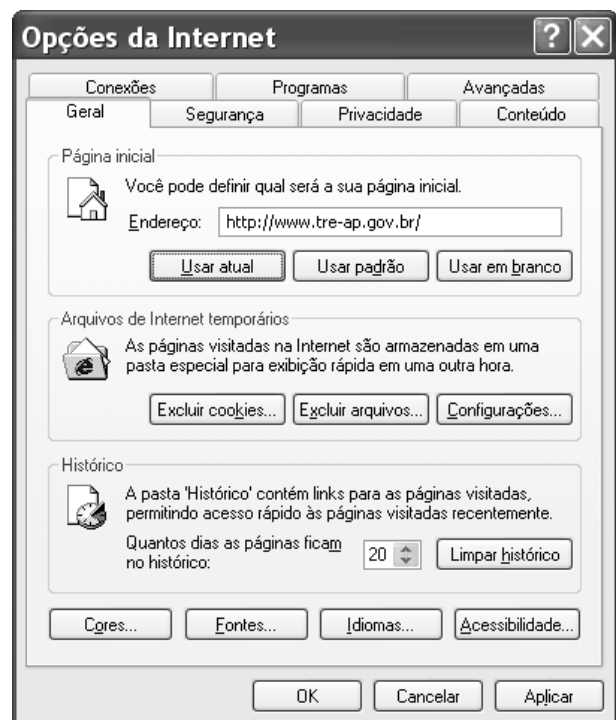 Opções da Internet
Conexões Programas Avançadas
Geral Segurança Privacidade Conteúdo
Página inicial
Você pode definir qual será a sua página inicial.
Endereço: http://www.tre-ap.gov.br/
Usar atual Usar padrão Usar em branco
Arquivos de Internet temporários
As páginas visitadas na Internet são armazenadas em uma
pasta especial para exibição rápida em uma outra hora.
Excluir cookies... Excluir arquivos... Configurações...
Histórico
A pasta 'Histórico' contém links para as páginas visitadas,
permitindo acesso rápido às páginas visitadas recentemente.
Quantos dias as páginas ficam
no histórico: 20 Limpar histórico
Cores... Fontes... Idiomas... Acessibilidade...
OK Cancelar Aplicar